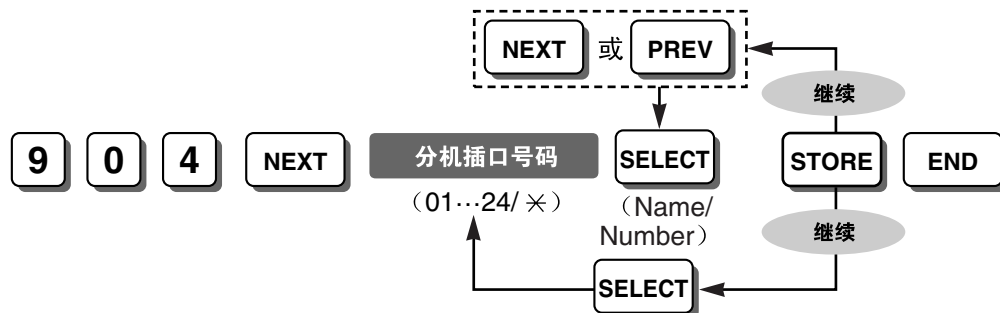 NEXT 或 PREV
继续
9 0 4 NEXT 分机插口号码 SELECT STORE END
（01…24/＊） （Name/
Number）
继续
SELECT